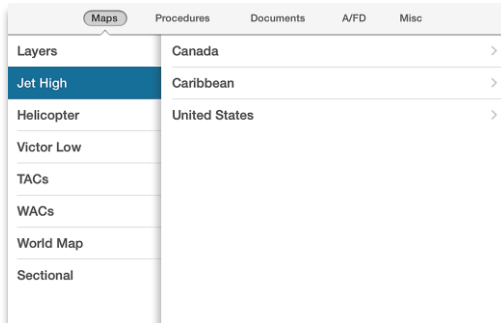 Maps Procedures Documents A/FD Misc
Layers
Jet High
Helicopter
Victor Low
TACs
WACs
World Map
Sectional
Canada
Caribbean
United States